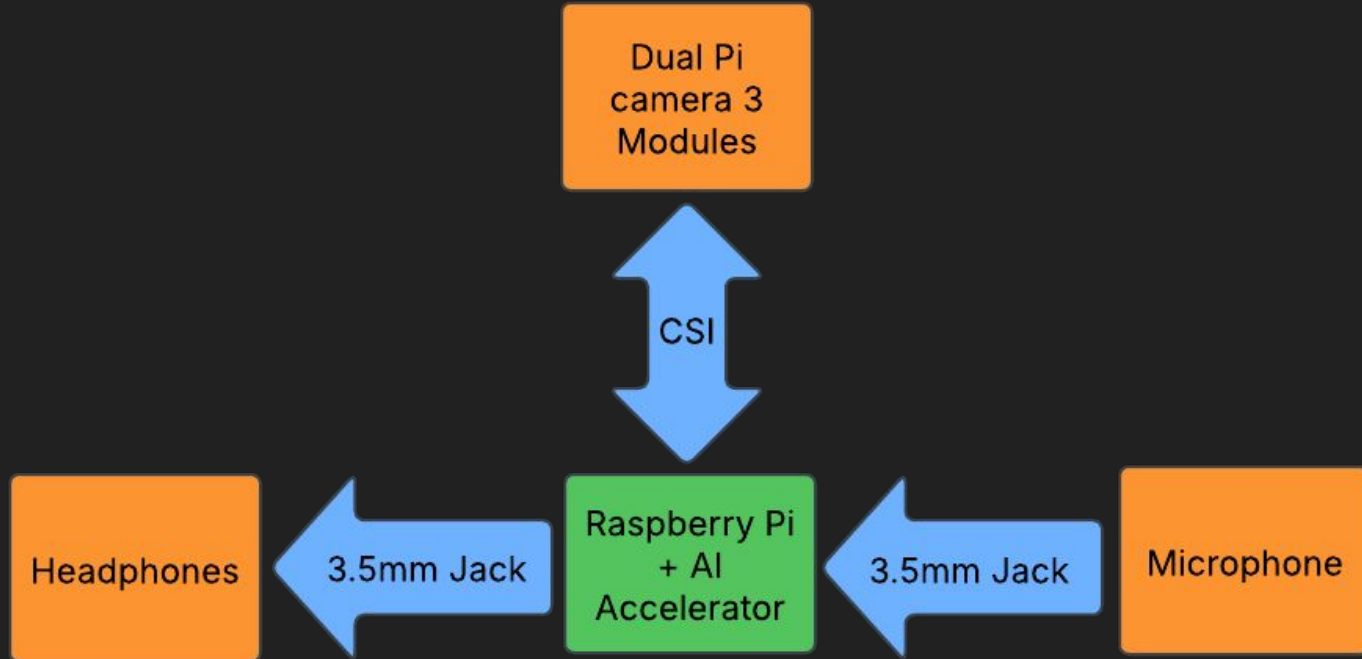 Dual Pi
camera 3
Modules
CSI
Headphones
3.5mm Jack
Raspberry Pi
+ AI
Accelerator
3.5mm Jack
Microphone